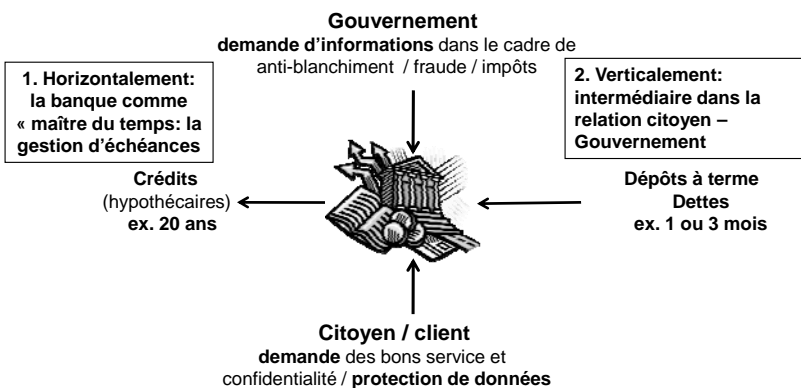 Gouvernement
demande d’informations dans le cadre de
anti-blanchiment / fraude / impôts
1. Horizontalement:
la banque comme
« maître du temps: la
gestion d’échéances
2. Verticalement:
intermédiaire dans la
relation citoyen –
Gouvernement
Crédits
(hypothécaires)
ex. 20 ans
Dépôts à terme
Dettes
ex. 1 ou 3 mois
Citoyen / client
demande des bons service et
confidentialité / protection de données